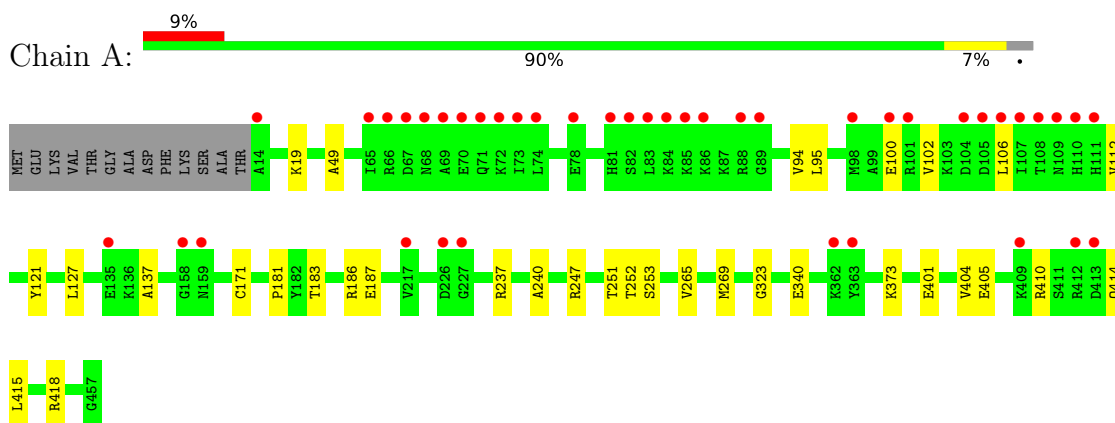 9%
Chain A:
90% 7% •
MET GLU LYS VAL THR GLY ALA ASP PHE LYS SER ALA THR A14 K19 A49 I65 R66 D67 N68 A69 E70 Q71 K72 I73 L74 E78 H81 S82 L83 K84 K85 K86 K87 R88 G89 V94 L95 M98 A99 E100 R101 V102 K103 D104 D105 L106 I107 T108 N109 H110 H111 V112
Y121 L127 E135 K136 A137 G158 N159 C171 P181 Y182 T183 R186 E187 V217 D226 G227 R237 A240 R247 T251 T252 S253 V265 M269 G323 E340 K362 Y363 K373 E401 V404 E405 K409 R410 S411 R412 D413
L415 R418 G457